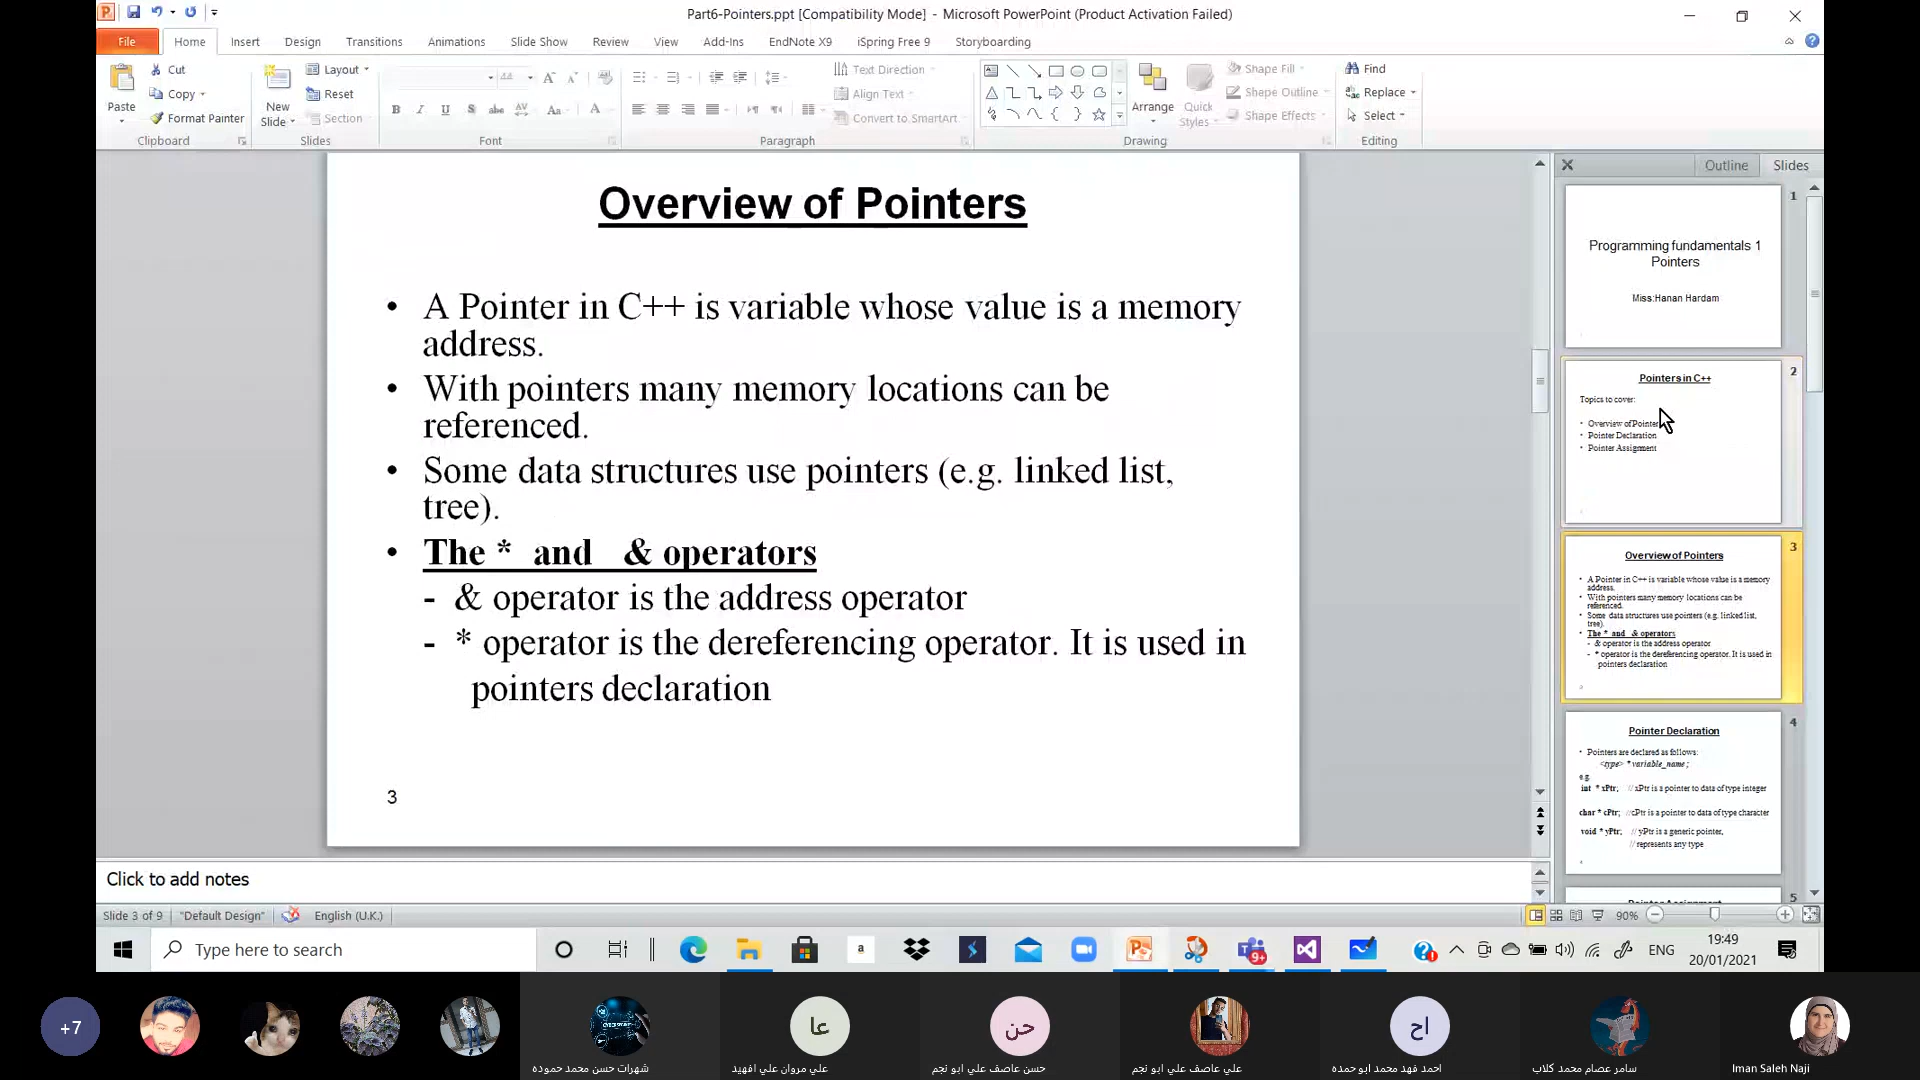 Part6-Pointers.ppt [Compatibility Mode] - Microsoft PowerPoint (Product Activation Failed)
File Home Insert Design Transitions Animations Slide Show Review View Add-Ins EndNote X9 iSpring Free 9 Storyboarding
Paste
Cut
Copy
Format Painter
Clipboard
New
Slide
Layout
Reset
Section
Slides
Font
Paragraph
Text Direction
Align Text
Convert to SmartArt
Arrange
Quick
Styles
Shape Fill
Shape Outline
Shape Effects
Drawing
Find
Replace
Select
Editing
Overview of Pointers
• A Pointer in C++ is variable whose value is a memory
address.
• With pointers many memory locations can be
referenced.
• Some data structures use pointers (e.g. linked list,
tree).
• The * and & operators
- & operator is the address operator
- * operator is the dereferencing operator. It is used in
pointers declaration
3
Outline Slides
1
Programming fundamentals 1
Pointers
Miss:Hanan Hardam
2
Pointers in C++
Topics to cover:
• Overview of Pointer
• Pointer Declaration
• Pointer Assignment
3
Overview of Pointers
• A Pointer in C++ is variable whose value is a memory
address.
• With pointers many memory locations can be
referenced.
• Some data structures use pointers (e.g. linked list,
tree).
• The * and & operators
- & operator is the address operator
- * operator is the dereferencing operator. It is used in
pointers declaration
4
Pointer Declaration
• Pointers are declared as follows:
<type> * variable_name ;
e.g.
int * xPtr; // xPtr is a pointer to data of type integer
char * cPtr; //cPtr is a pointer to data of type character
void * yPtr; // yPtr is a generic pointer,
// represents any type
5
Click to add notes
Slide 3 of 9 "Default Design" English (U.K.) 90%
Type here to search
a
9+
ENG
19:49
20/01/2021
+7
عا
حن
اح
شهرات حسن محمد حموده
علي مروان علي افهيد
حسن عاصف علي ابو نجم
علي عاصف علي ابو نجم
احمد فهد محمد ابو حمده
سامر عصام محمد كلاب
Iman Saleh Naji